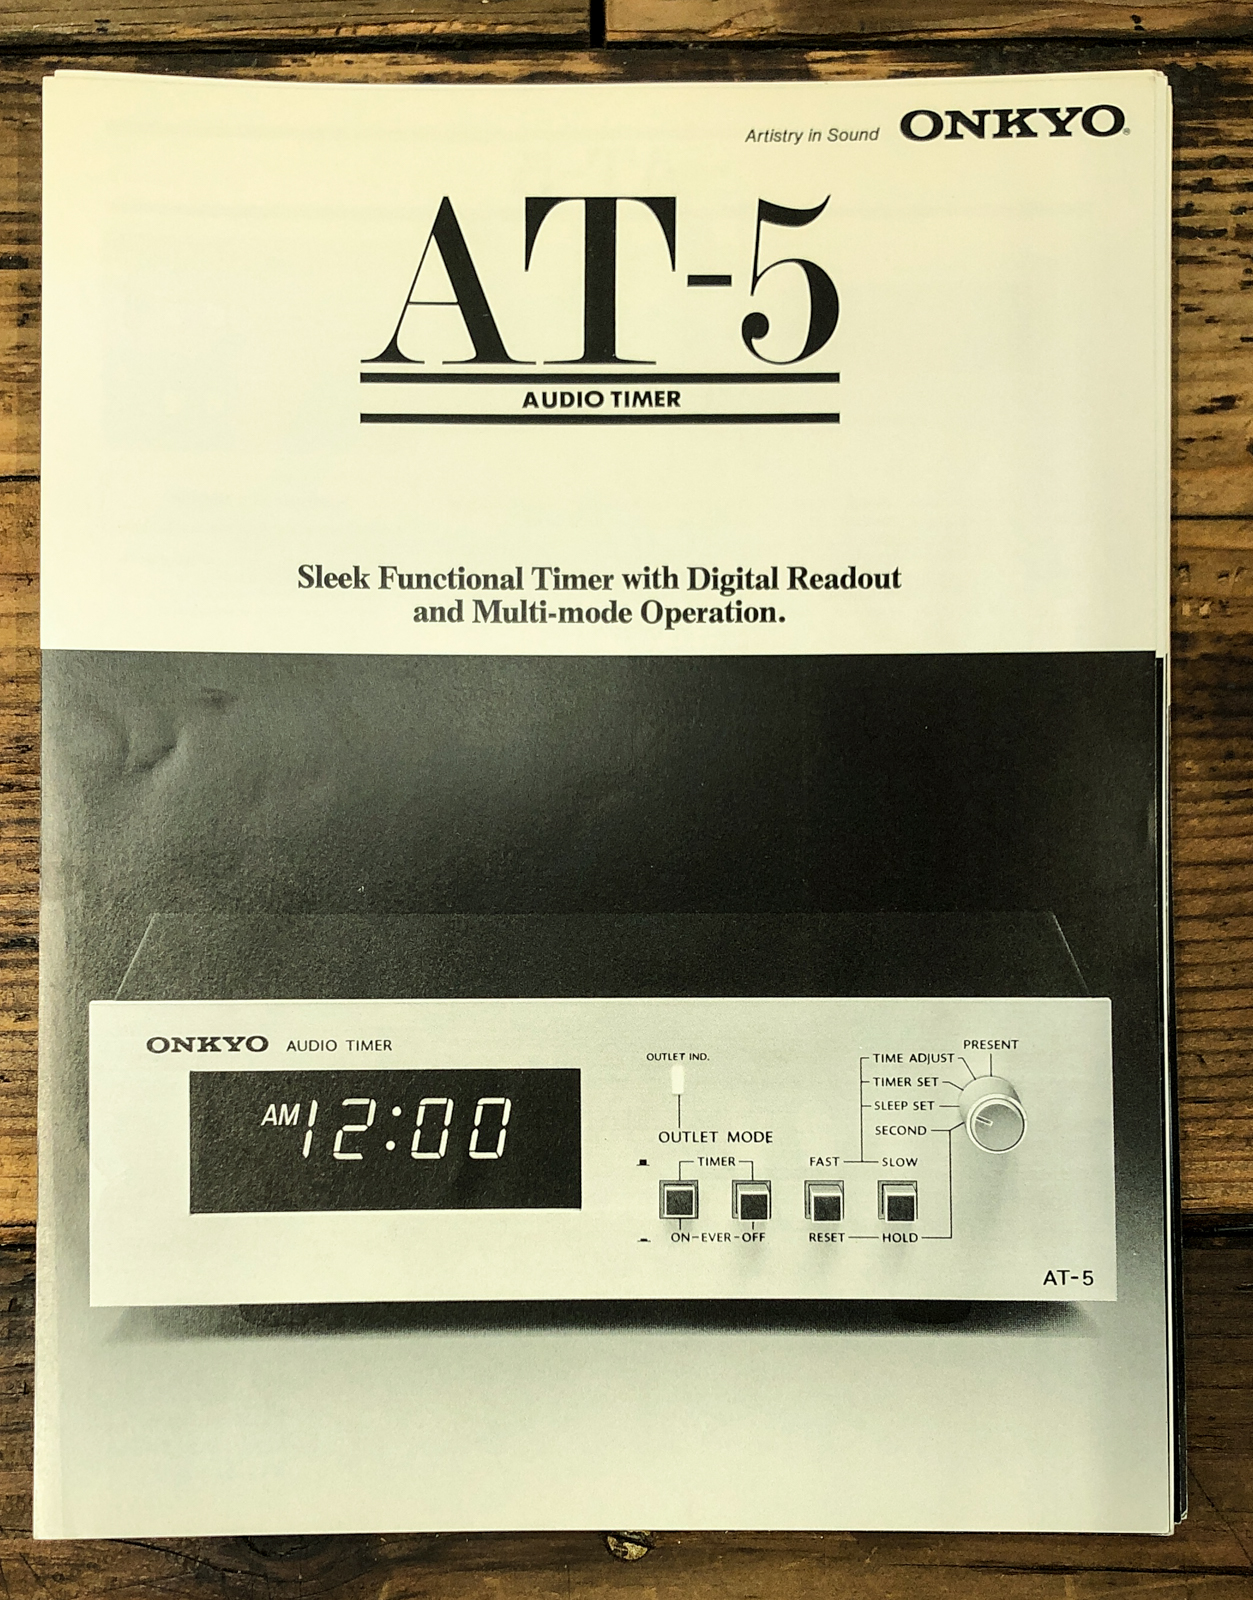 Artistry in Sound ONKYO®
AT-5
AUDIO TIMER
Sleek Functional Timer with Digital Readout
and Multi-mode Operation.
ONKYO AUDIO TIMER
AM 12:00
OUTLET IND.
OUTLET MODE
TIMER
ON-EVER-OFF
PRESENT
TIME ADJUST
TIMER SET
SLEEP SET
SECOND
FAST SLOW
RESET HOLD
AT-5